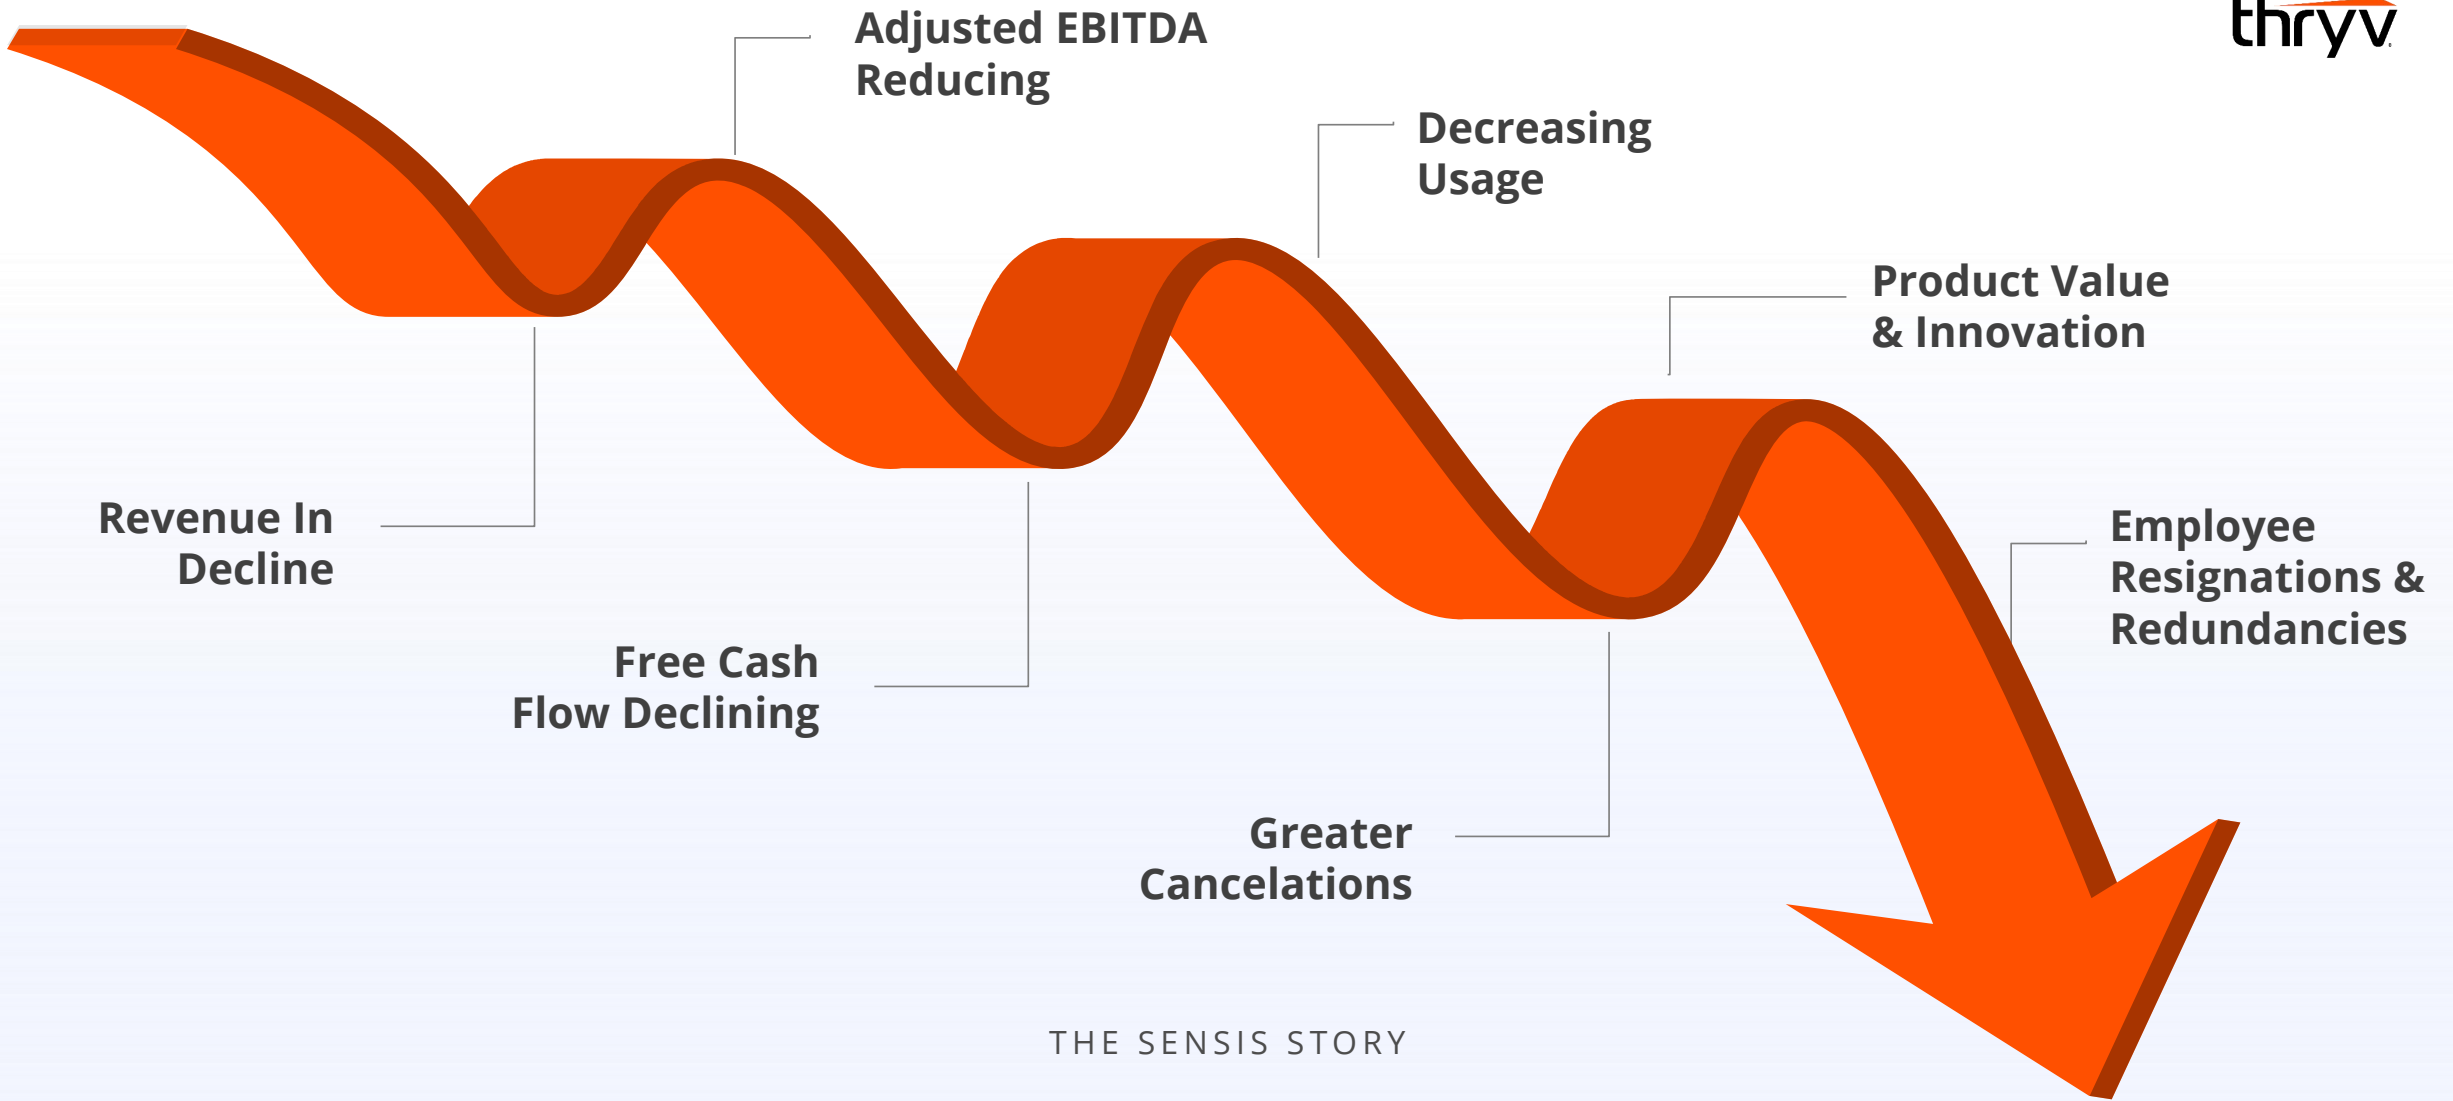 thryv
Adjusted EBITDA
Reducing
Decreasing
Usage
Product Value
& Innovation
Revenue In
Decline
Employee
Resignations &
Redundancies
Free Cash
Flow Declining
Greater
Cancelations
THE SENSIS STORY